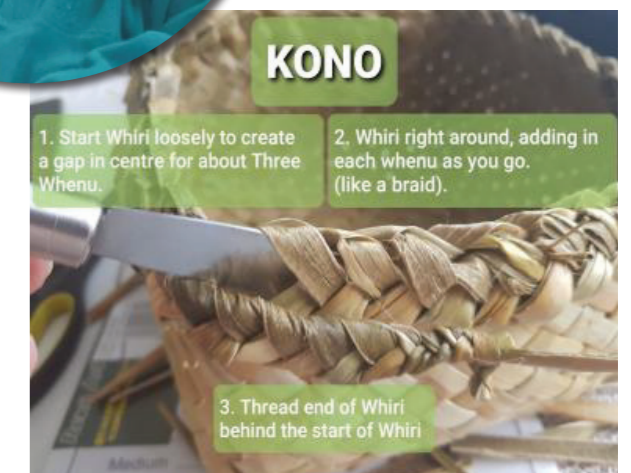 KONO
1. Start Whiri loosely to create
a gap in centre for about Three
Whenu.
2. Whiri right around, adding in
each whenu as you go.
(like a braid).
3. Thread end of Whiri
behind the start of Whiri
Medium